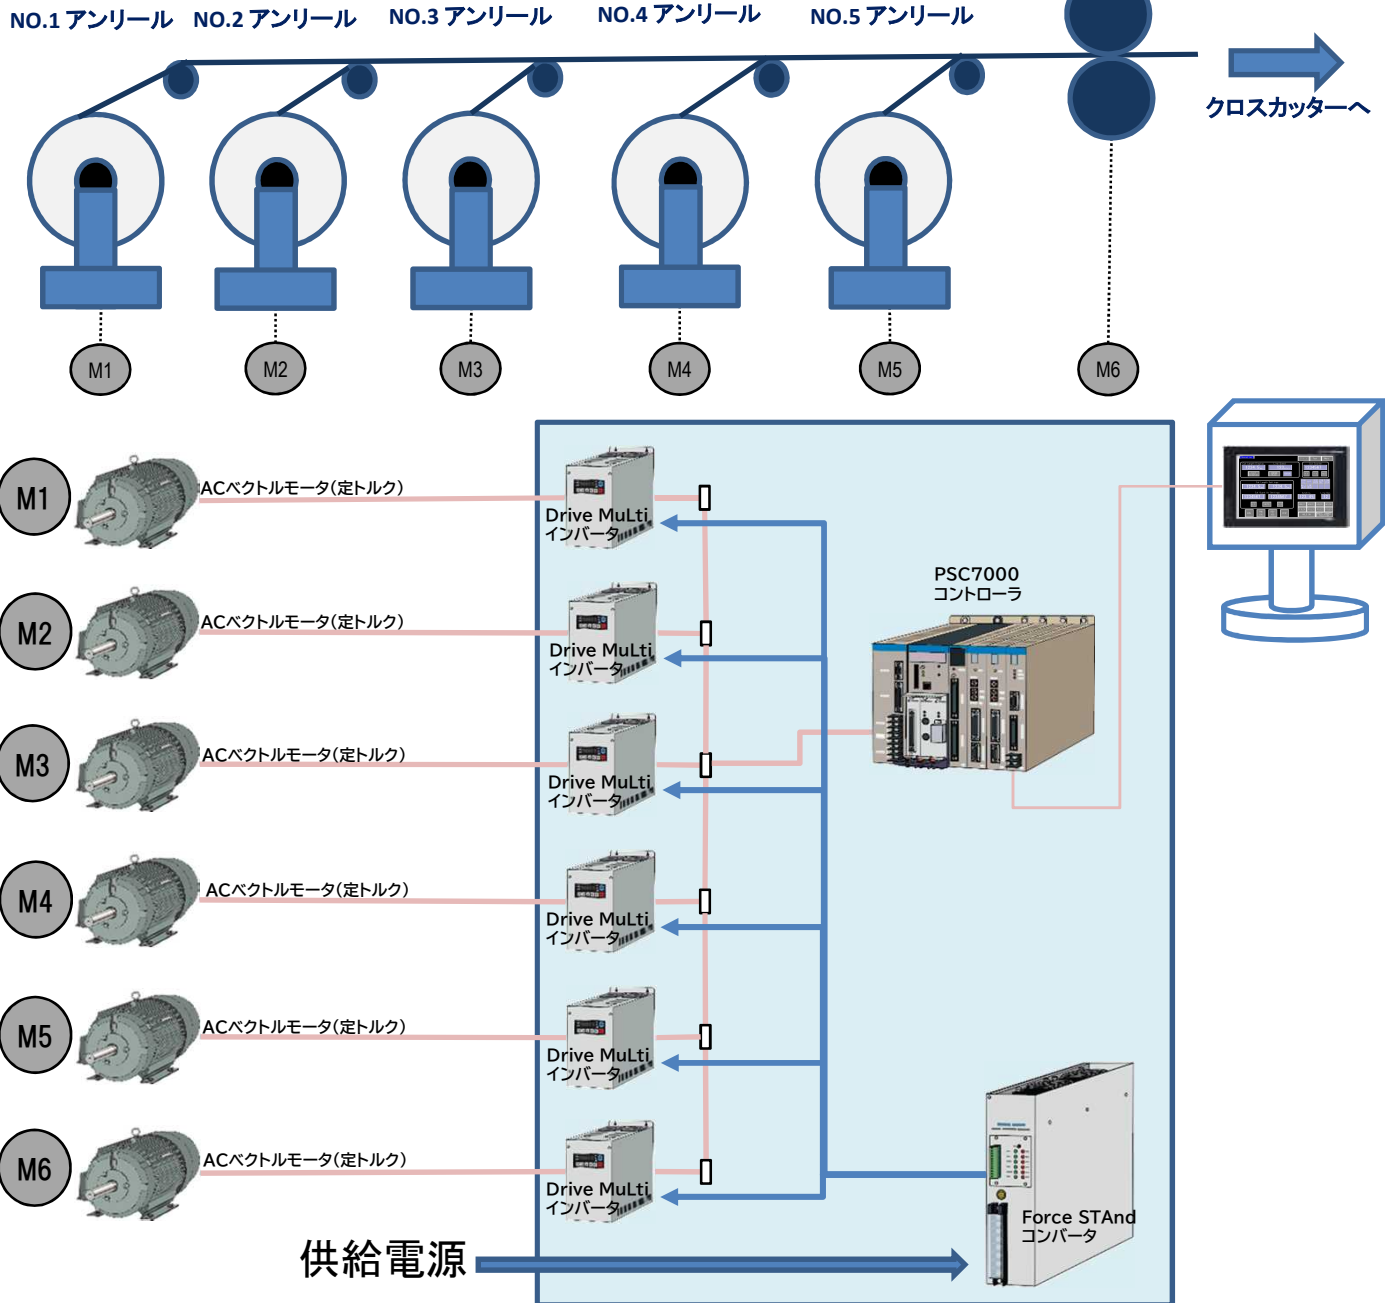 NO.1 アンリール
NO.2 アンリール
NO.3 アンリール
NO.4 アンリール
NO.5 アンリール
クロスカッターへ
M1
M2
M3
M4
M5
M6
M1
ACベクトルモータ(定トルク)
Drive MuLti
インバータ
PSC7000
コントローラ
M2
ACベクトルモータ(定トルク)
Drive MuLti
インバータ
M3
ACベクトルモータ(定トルク)
Drive MuLti
インバータ
M4
ACベクトルモータ(定トルク)
Drive MuLti
インバータ
M5
ACベクトルモータ(定トルク)
Drive MuLti
インバータ
M6
ACベクトルモータ(定トルク)
Drive MuLti
インバータ
Force STAnd
コンバータ
供給電源